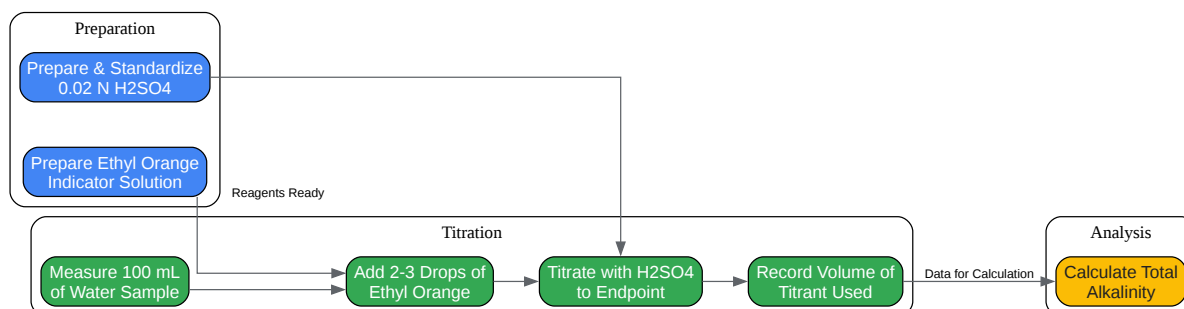 Preparation
Prepare & Standardize
0.02 N H2SO4
Prepare Ethyl Orange
Indicator Solution
Reagents Ready
Titration
Measure 100 mL
of Water Sample
Add 2-3 Drops of
Ethyl Orange
Titrate with H2SO4
to Endpoint
Record Volume of
Titrant Used
Data for Calculation
Analysis
Calculate Total
Alkalinity